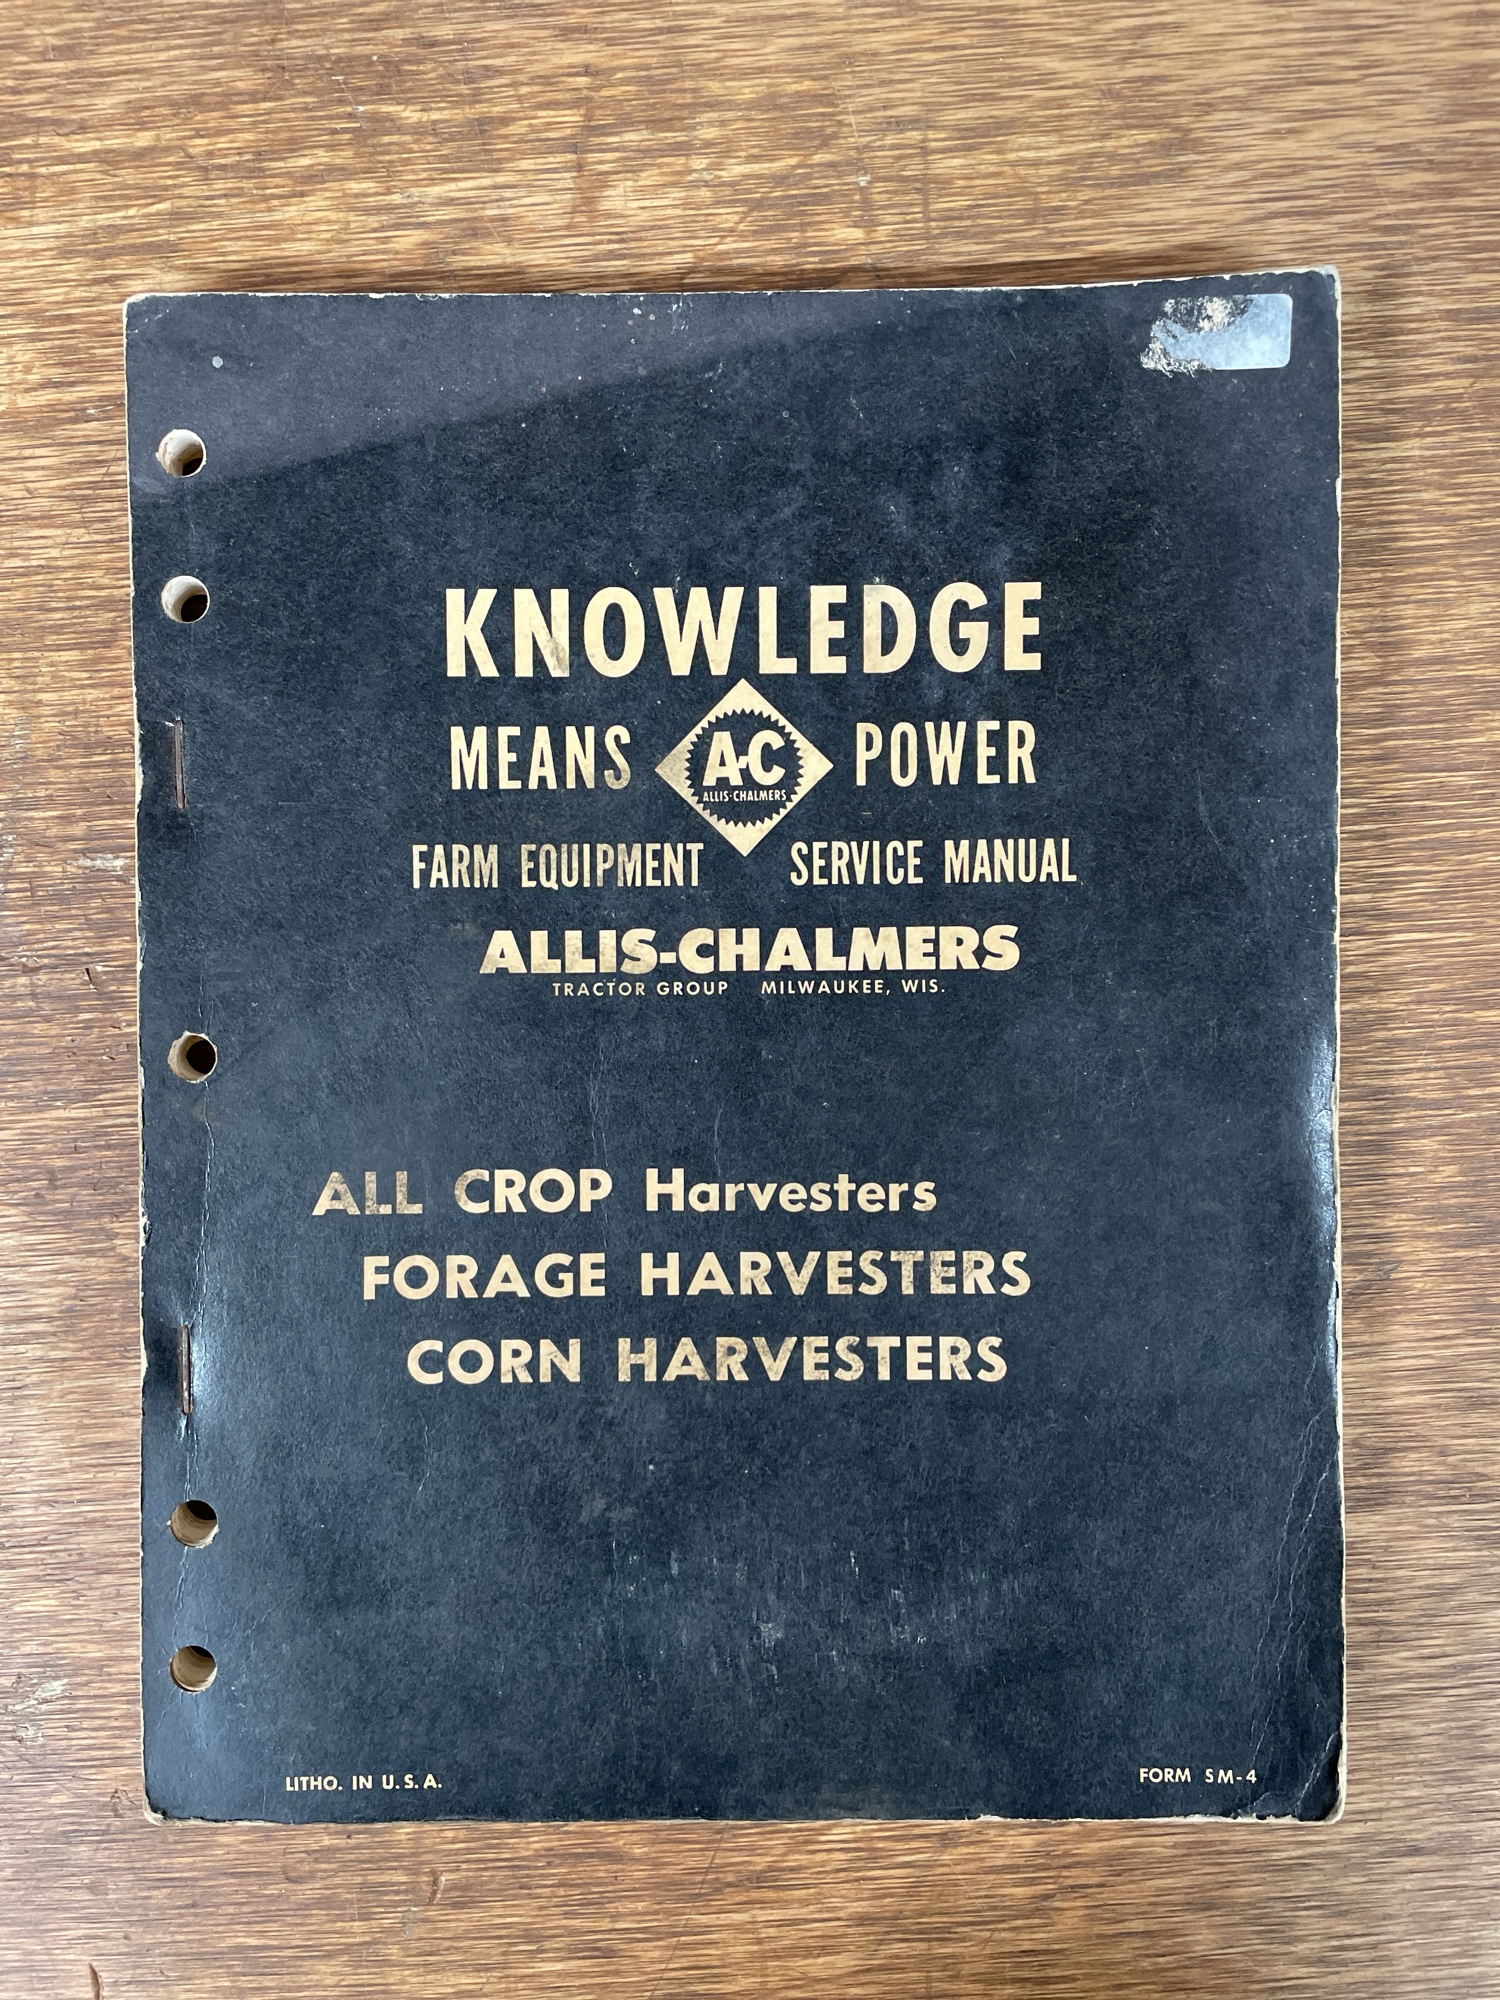 KNOWLEDGE
MEANS POWER
A-C
ALLIS-CHALMERS
FARM EQUIPMENT SERVICE MANUAL
ALLIS-CHALMERS
TRACTOR GROUP MILWAUKEE, WIS.
ALL CROP Harvesters
FORAGE HARVESTERS
CORN HARVESTERS
LITHO. IN U.S.A.
FORM SM-4